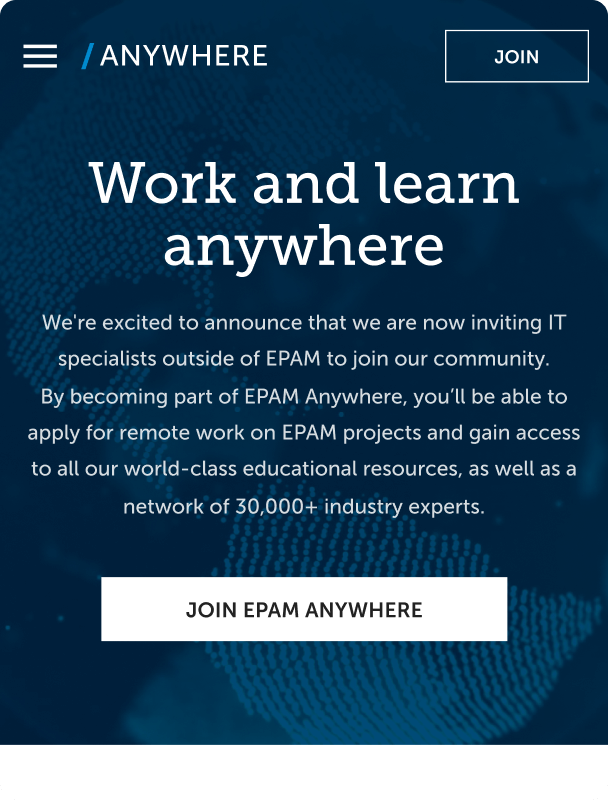 /ANYWHERE
JOIN
Work and learn
anywhere
We're excited to announce that we are now inviting IT
specialists outside of EPAM to join our community.
By becoming part of EPAM Anywhere, you’ll be able to
apply for remote work on EPAM projects and gain access
to all our world-class educational resources, as well as a
network of 30,000+ industry experts.
JOIN EPAM ANYWHERE